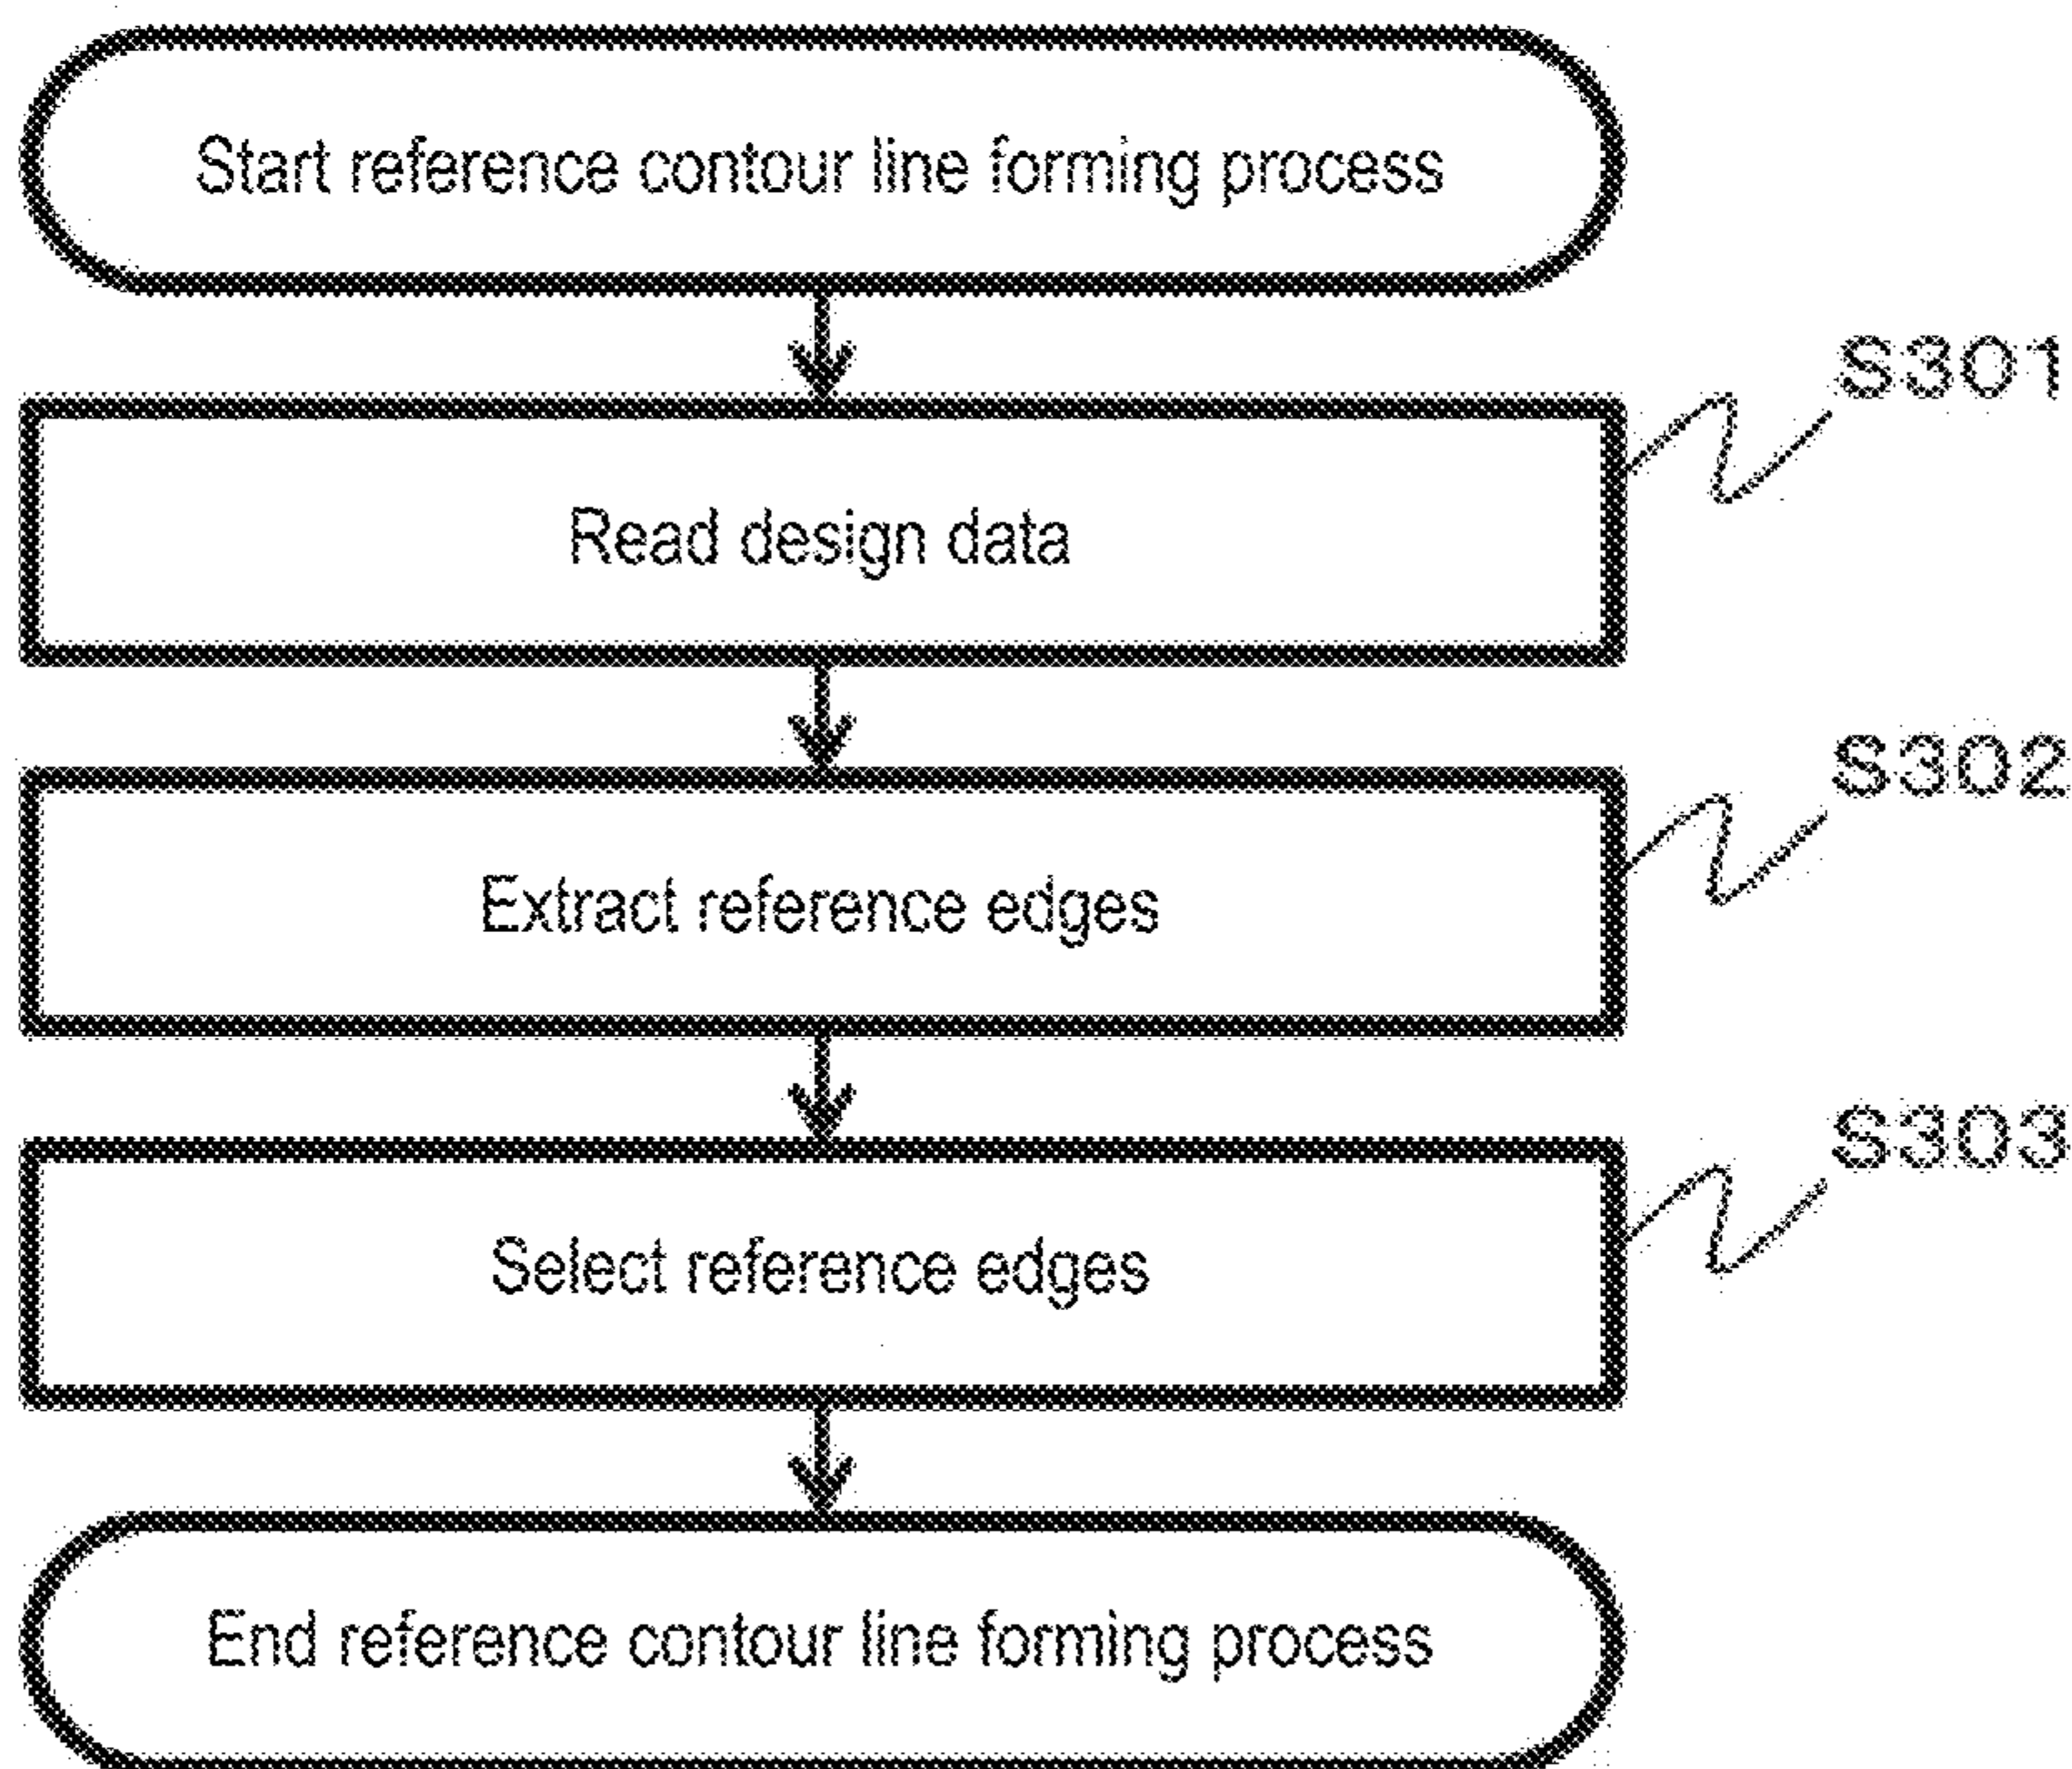 Start reference contour line forming process
S301
Read design data
S302
Extract reference edges
S303
Select reference edges
End reference contour line forming process